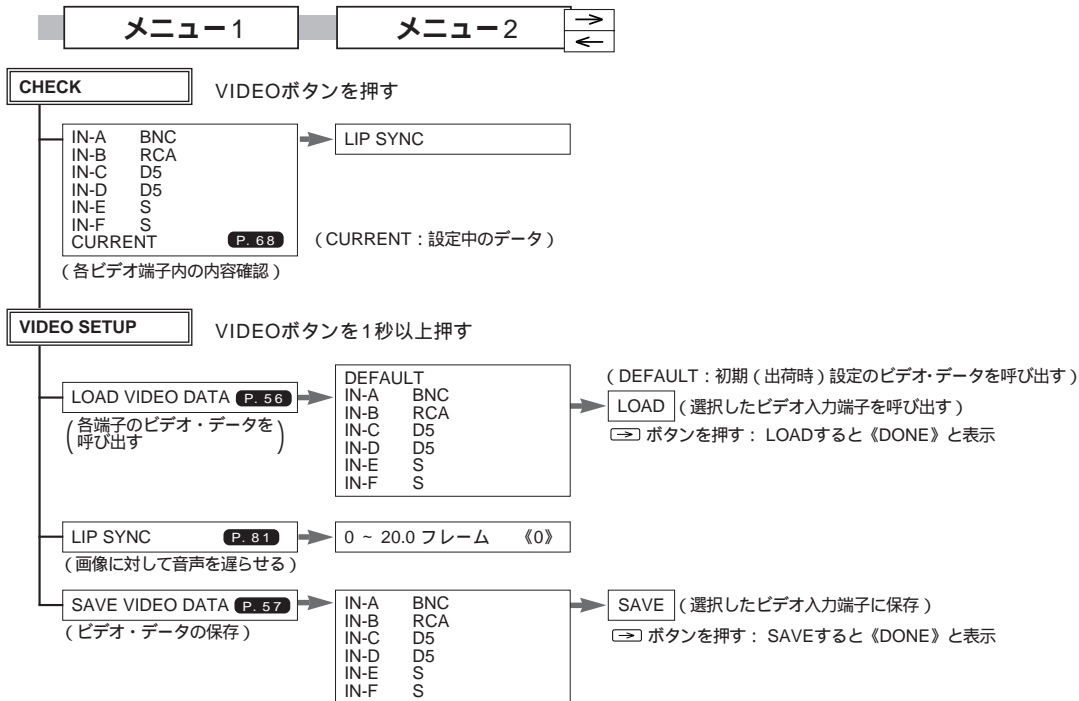 メニュー1
メニュー2
→
←
CHECK
VIDEOボタンを押す
IN-A BNC
IN-B RCA
IN-C D5
IN-D D5
IN-E S
IN-F S
CURRENT P. 68
LIP SYNC
(CURRENT:設定中のデータ)
(各ビデオ端子内の内容確認)
VIDEO SETUP
VIDEOボタンを1秒以上押す
LOAD VIDEO DATA P. 56
(各端子のビデオ・データを
呼び出す)
DEFAULT
IN-A BNC
IN-B RCA
IN-C D5
IN-D D5
IN-E S
IN-F S
(DEFAULT:初期(出荷時)設定のビデオ・データを呼び出す)
LOAD (選択したビデオ入力端子を呼び出す)
→ ボタンを押す: LOADすると《DONE》と表示
LIP SYNC P. 81
(画像に対して音声を遅らせる)
0 ~ 20.0 フレーム 《0》
SAVE VIDEO DATA P. 57
(ビデオ・データの保存)
IN-A BNC
IN-B RCA
IN-C D5
IN-D D5
IN-E S
IN-F S
SAVE (選択したビデオ入力端子に保存)
→ ボタンを押す: SAVEすると《DONE》と表示